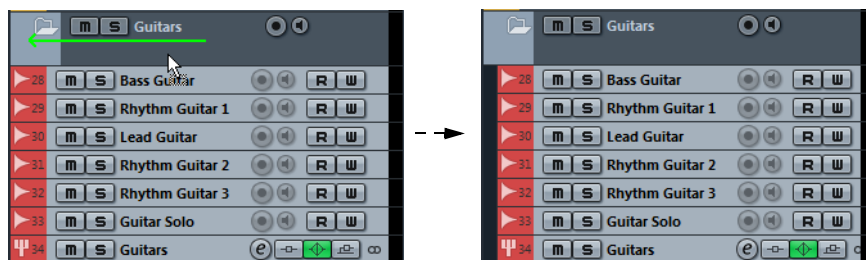 m S Guitars
28 m S Bass Guitar R W
29 m S Rhythm Guitar 1 R W
30 m S Lead Guitar R W
31 m S Rhythm Guitar 2 R W
32 m S Rhythm Guitar 3 R W
33 m S Guitar Solo R W
34 m S Guitars e
m S Guitars
28 m S Bass Guitar R W
29 m S Rhythm Guitar 1 R W
30 m S Lead Guitar R W
31 m S Rhythm Guitar 2 R W
32 m S Rhythm Guitar 3 R W
33 m S Guitar Solo R W
34 m S Guitars e